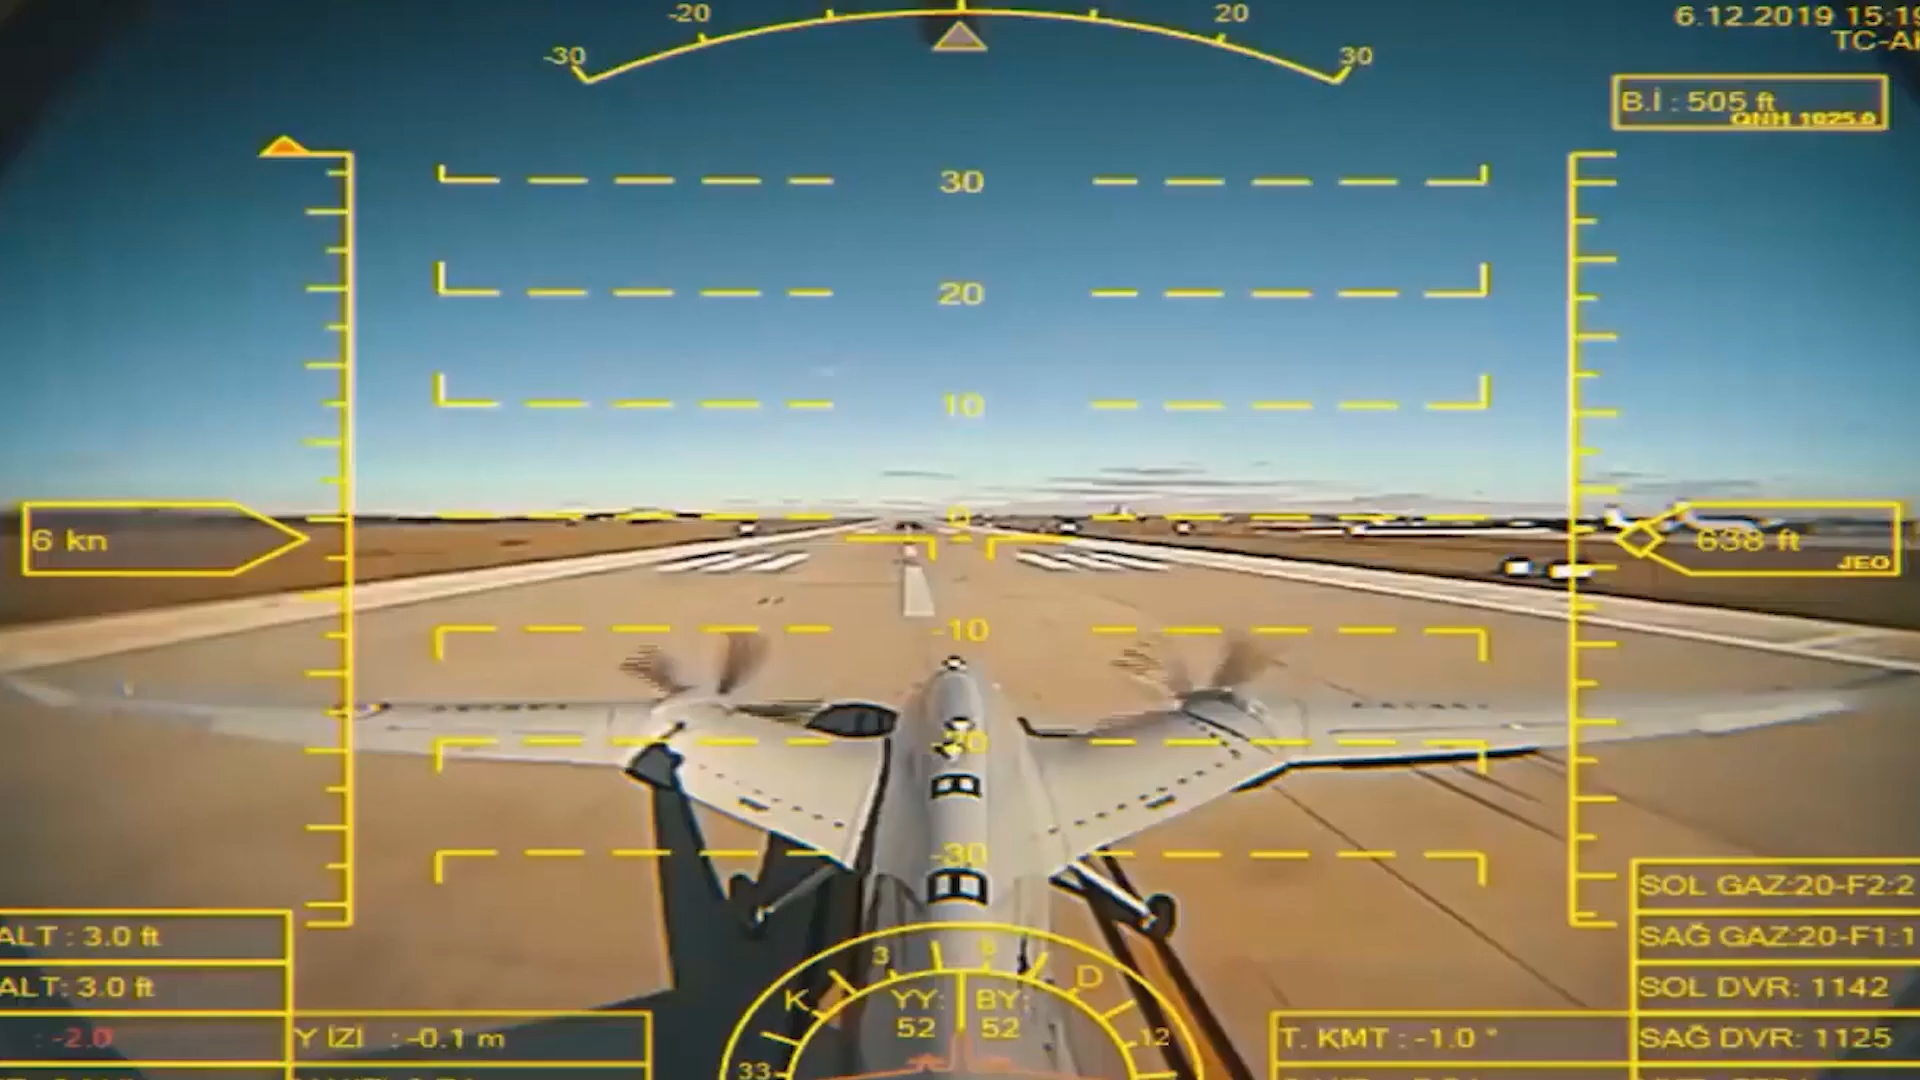 -20
20
6.12.2019 15:19
TC-A
-30
30
B.İ : 505 ft
QNH 1025.0
30
20
10
0
6 kn
638 ft
JEO
-10
-20
-30
SOL GAZ:20-F2:2
ALT : 3.0 ft
SAĞ GAZ:20-F1:1
ALT: 3.0 ft
SOL DVR: 1142
3
6
K
D
YY:
BY:
52
52
: -2.0
Y İZİ : -0.1 m
12
T. KMT : -1.0 °
SAĞ DVR: 1125
33